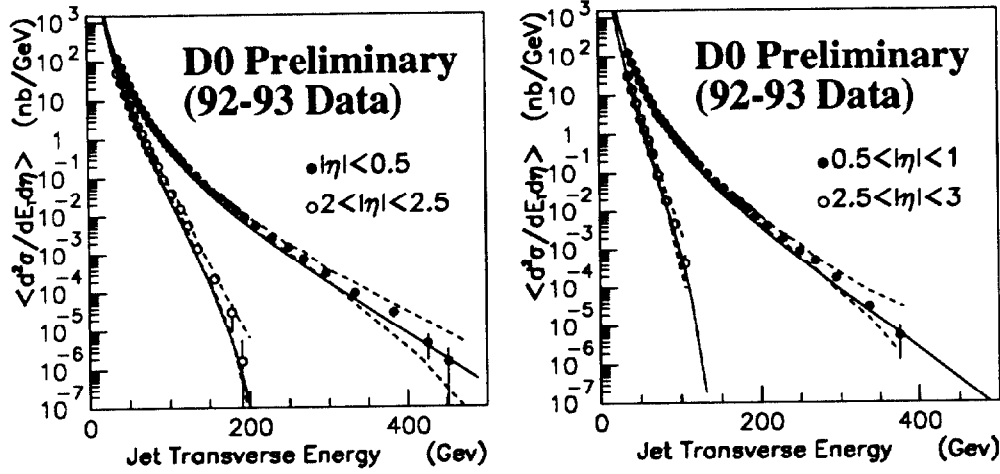 <d²σ/dE_T dη> (nb/GeV)
10³
10²
10
1
10⁻¹
10⁻²
10⁻³
10⁻⁴
10⁻⁵
10⁻⁶
10⁻⁷
D0 Preliminary
(92-93 Data)
● |η|<0.5
○ 2<|η|<2.5
0 200 400
Jet Transverse Energy (Gev)
<d²σ/dE_T dη> (nb/GeV)
10³
10²
10
1
10⁻¹
10⁻²
10⁻³
10⁻⁴
10⁻⁵
10⁻⁶
10⁻⁷
D0 Preliminary
(92-93 Data)
● 0.5<|η|<1
○ 2.5<|η|<3
0 200 400
Jet Transverse Energy (Gev)